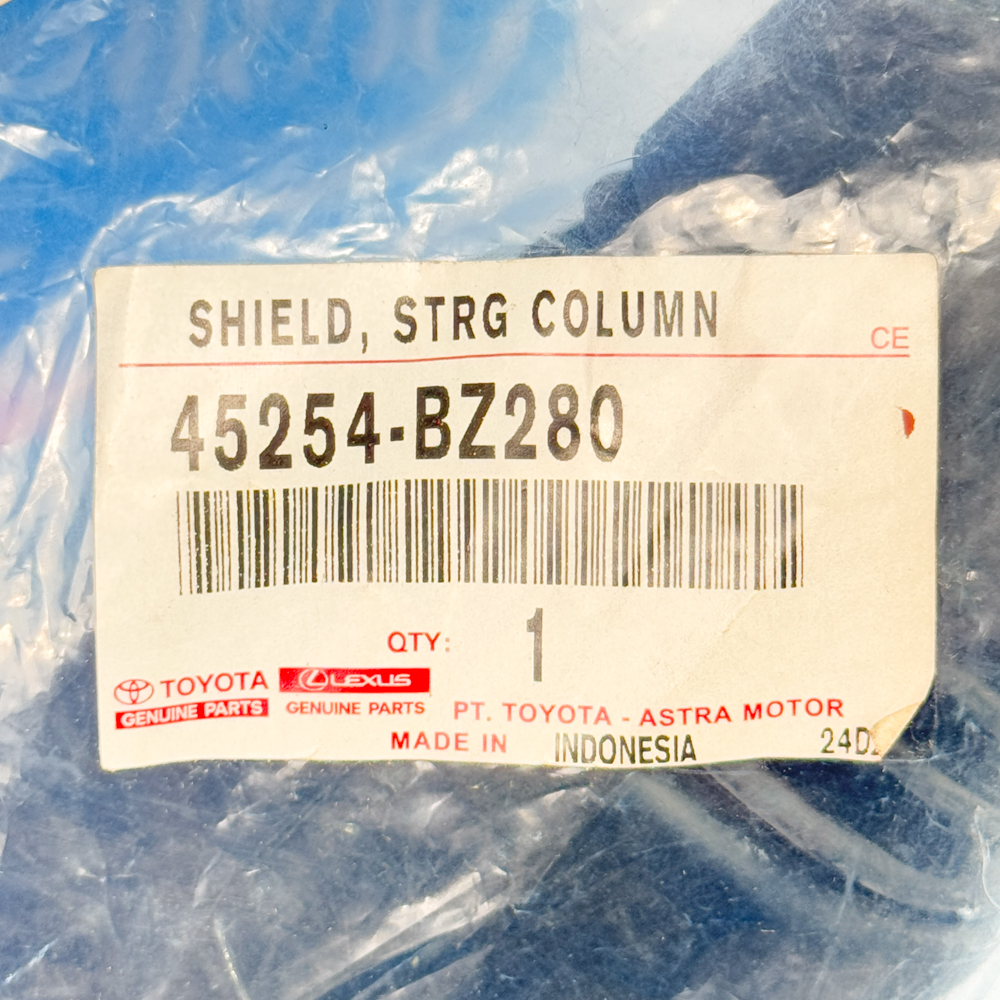 SHIELD, STRG COLUMN
CE
45254-BZ280
QTY: 1
TOYOTA LEXUS
GENUINE PARTS GENUINE PARTS
PT. TOYOTA - ASTRA MOTOR
MADE IN INDONESIA